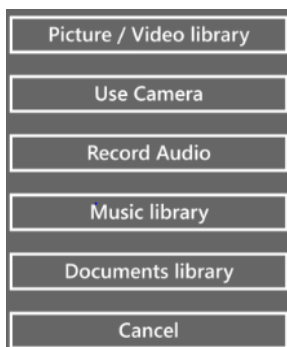 Picture / Video library
Use Camera
Record Audio
Music library
Documents library
Cancel